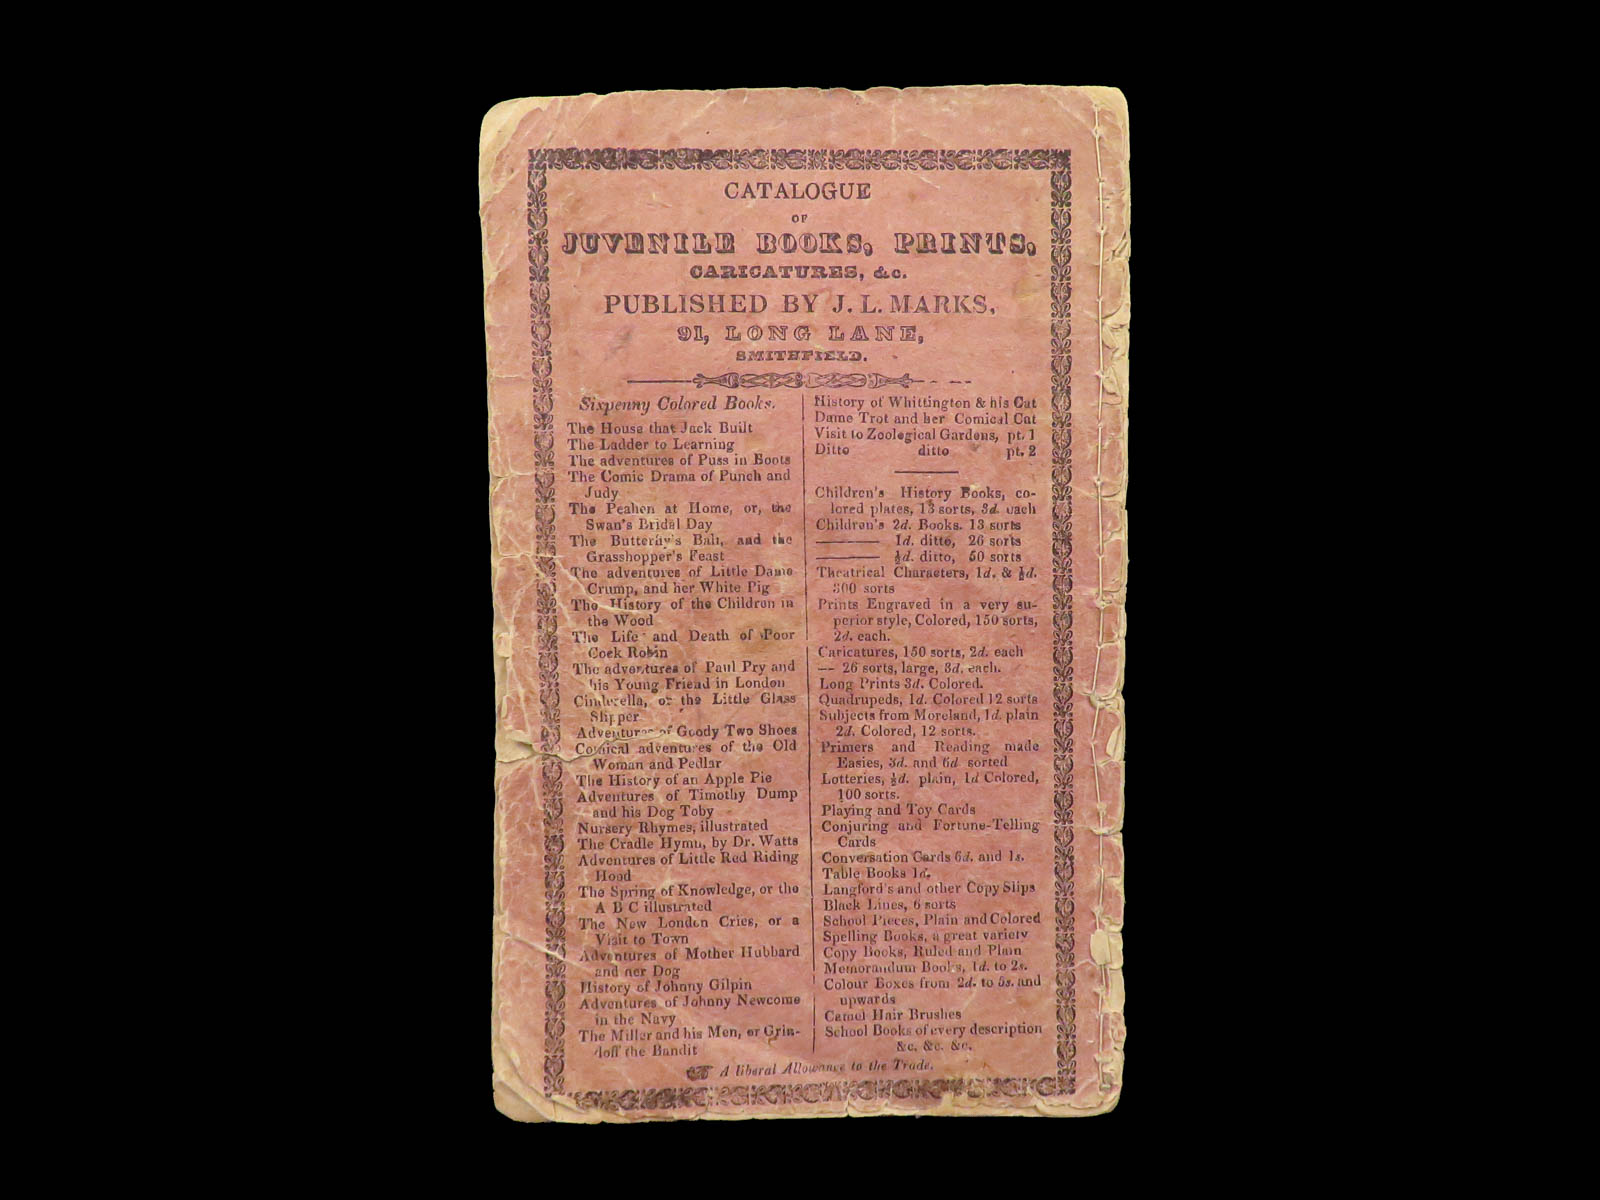 CATALOGUE
OF
JUVENILE BOOKS, PRINTS,
CARICATURES, &c.
PUBLISHED BY J. L. MARKS,
91, LONG LANE,
SMITHFIELD.
Sixpenny Colored Books.
The House that Jack Built
The Ladder to Learning
The adventures of Puss in Boots
The Comic Drama of Punch and
Judy
The Peahen at Home, or, the
Swan's Bridal Day
The Butterfly's Ball, and the
Grasshopper's Feast
The adventures of Little Dame
Crump, and her White Pig
The History of the Children in
the Wood
The Life and Death of Poor
Cock Robin
The adventures of Paul Pry and
his Young Friend in London
Cinderella, or the Little Glass
Slipper
Adventures of Goody Two Shoes
Comical adventures of the Old
Woman and Pedlar
The History of an Apple Pie
Adventures of Timothy Dump
and his Dog Toby
Nursery Rhymes, illustrated
The Cradle Hymn, by Dr. Watts
Adventures of Little Red Riding
Hood
The Spring of Knowledge, or the
A B C illustrated
The New London Cries, or a
Visit to Town
Adventures of Mother Hubbard
and her Dog
History of Johnny Gilpin
Adventures of Johnny Newcome
in the Navy
The Miller and his Men, or Grin-
doff the Bandit
History of Whittington & his Cat
Dame Trot and her Comical Cat
Visit to Zoological Gardens, pt. 1
Ditto ditto pt. 2
Children's History Books, co-
lored plates, 13 sorts, 3d. each
Children's 2d. Books. 13 sorts
—— 1d. ditto, 26 sorts
—— ½d. ditto, 50 sorts
Theatrical Characters, 1d. & ½d.
300 sorts
Prints Engraved in a very su-
perior style, Colored, 150 sorts,
2d. each.
Caricatures, 150 sorts, 2d. each
— 26 sorts, large, 3d. each.
Long Prints 3d. Colored.
Quadrupeds, 1d. Colored 12 sorts
Subjects from Moreland, 1d. plain
2d. Colored, 12 sorts.
Primers and Reading made
Easies, 3d. and 6d sorted
Lotteries, ½d. plain, 1d Colored,
100 sorts.
Playing and Toy Cards
Conjuring and Fortune-Telling
Cards
Conversation Cards 6d. and 1s.
Table Books 1d.
Langford's and other Copy Slips
Black Lines, 6 sorts
School Pieces, Plain and Colored
Spelling Books, a great variety
Copy Books, Ruled and Plain
Memorandum Books, 1d. to 2s.
Colour Boxes from 2d. to 5s. and
upwards
Camel Hair Brushes
School Books of every description
&c. &c. &c.
☞ A liberal Allowance to the Trade.